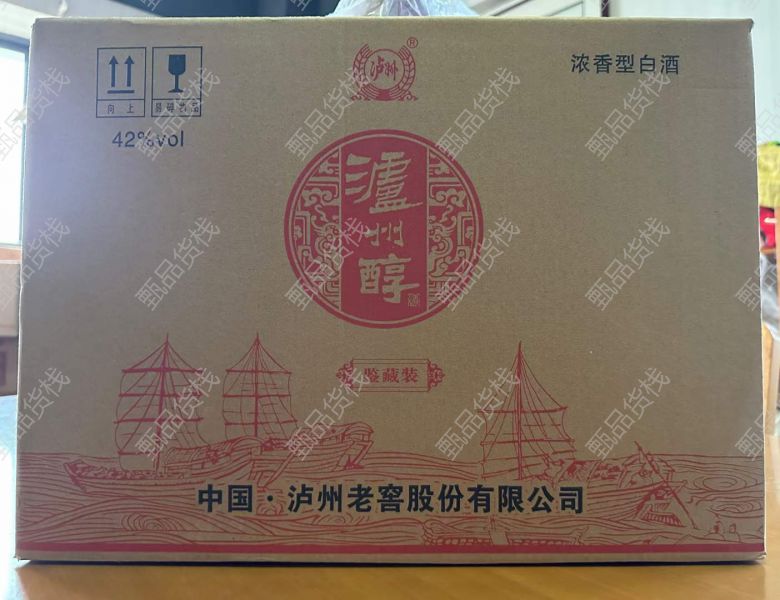 泸州
®
浓香型白酒
向上
易碎物品
42%vol
瀘州醇
鉴藏装
中国·泸州老窖股份有限公司
甄品货栈